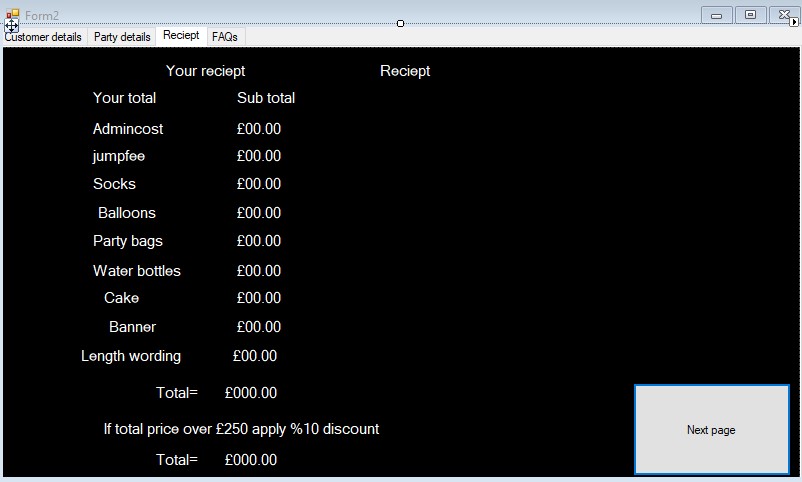 Form2
Customer details Party details Reciept FAQs
Your reciept Reciept
Your total Sub total
Admincost £00.00
jumpfee £00.00
Socks £00.00
Balloons £00.00
Party bags £00.00
Water bottles £00.00
Cake £00.00
Banner £00.00
Length wording £00.00
Total= £000.00
If total price over £250 apply %10 discount
Next page
Total= £000.00